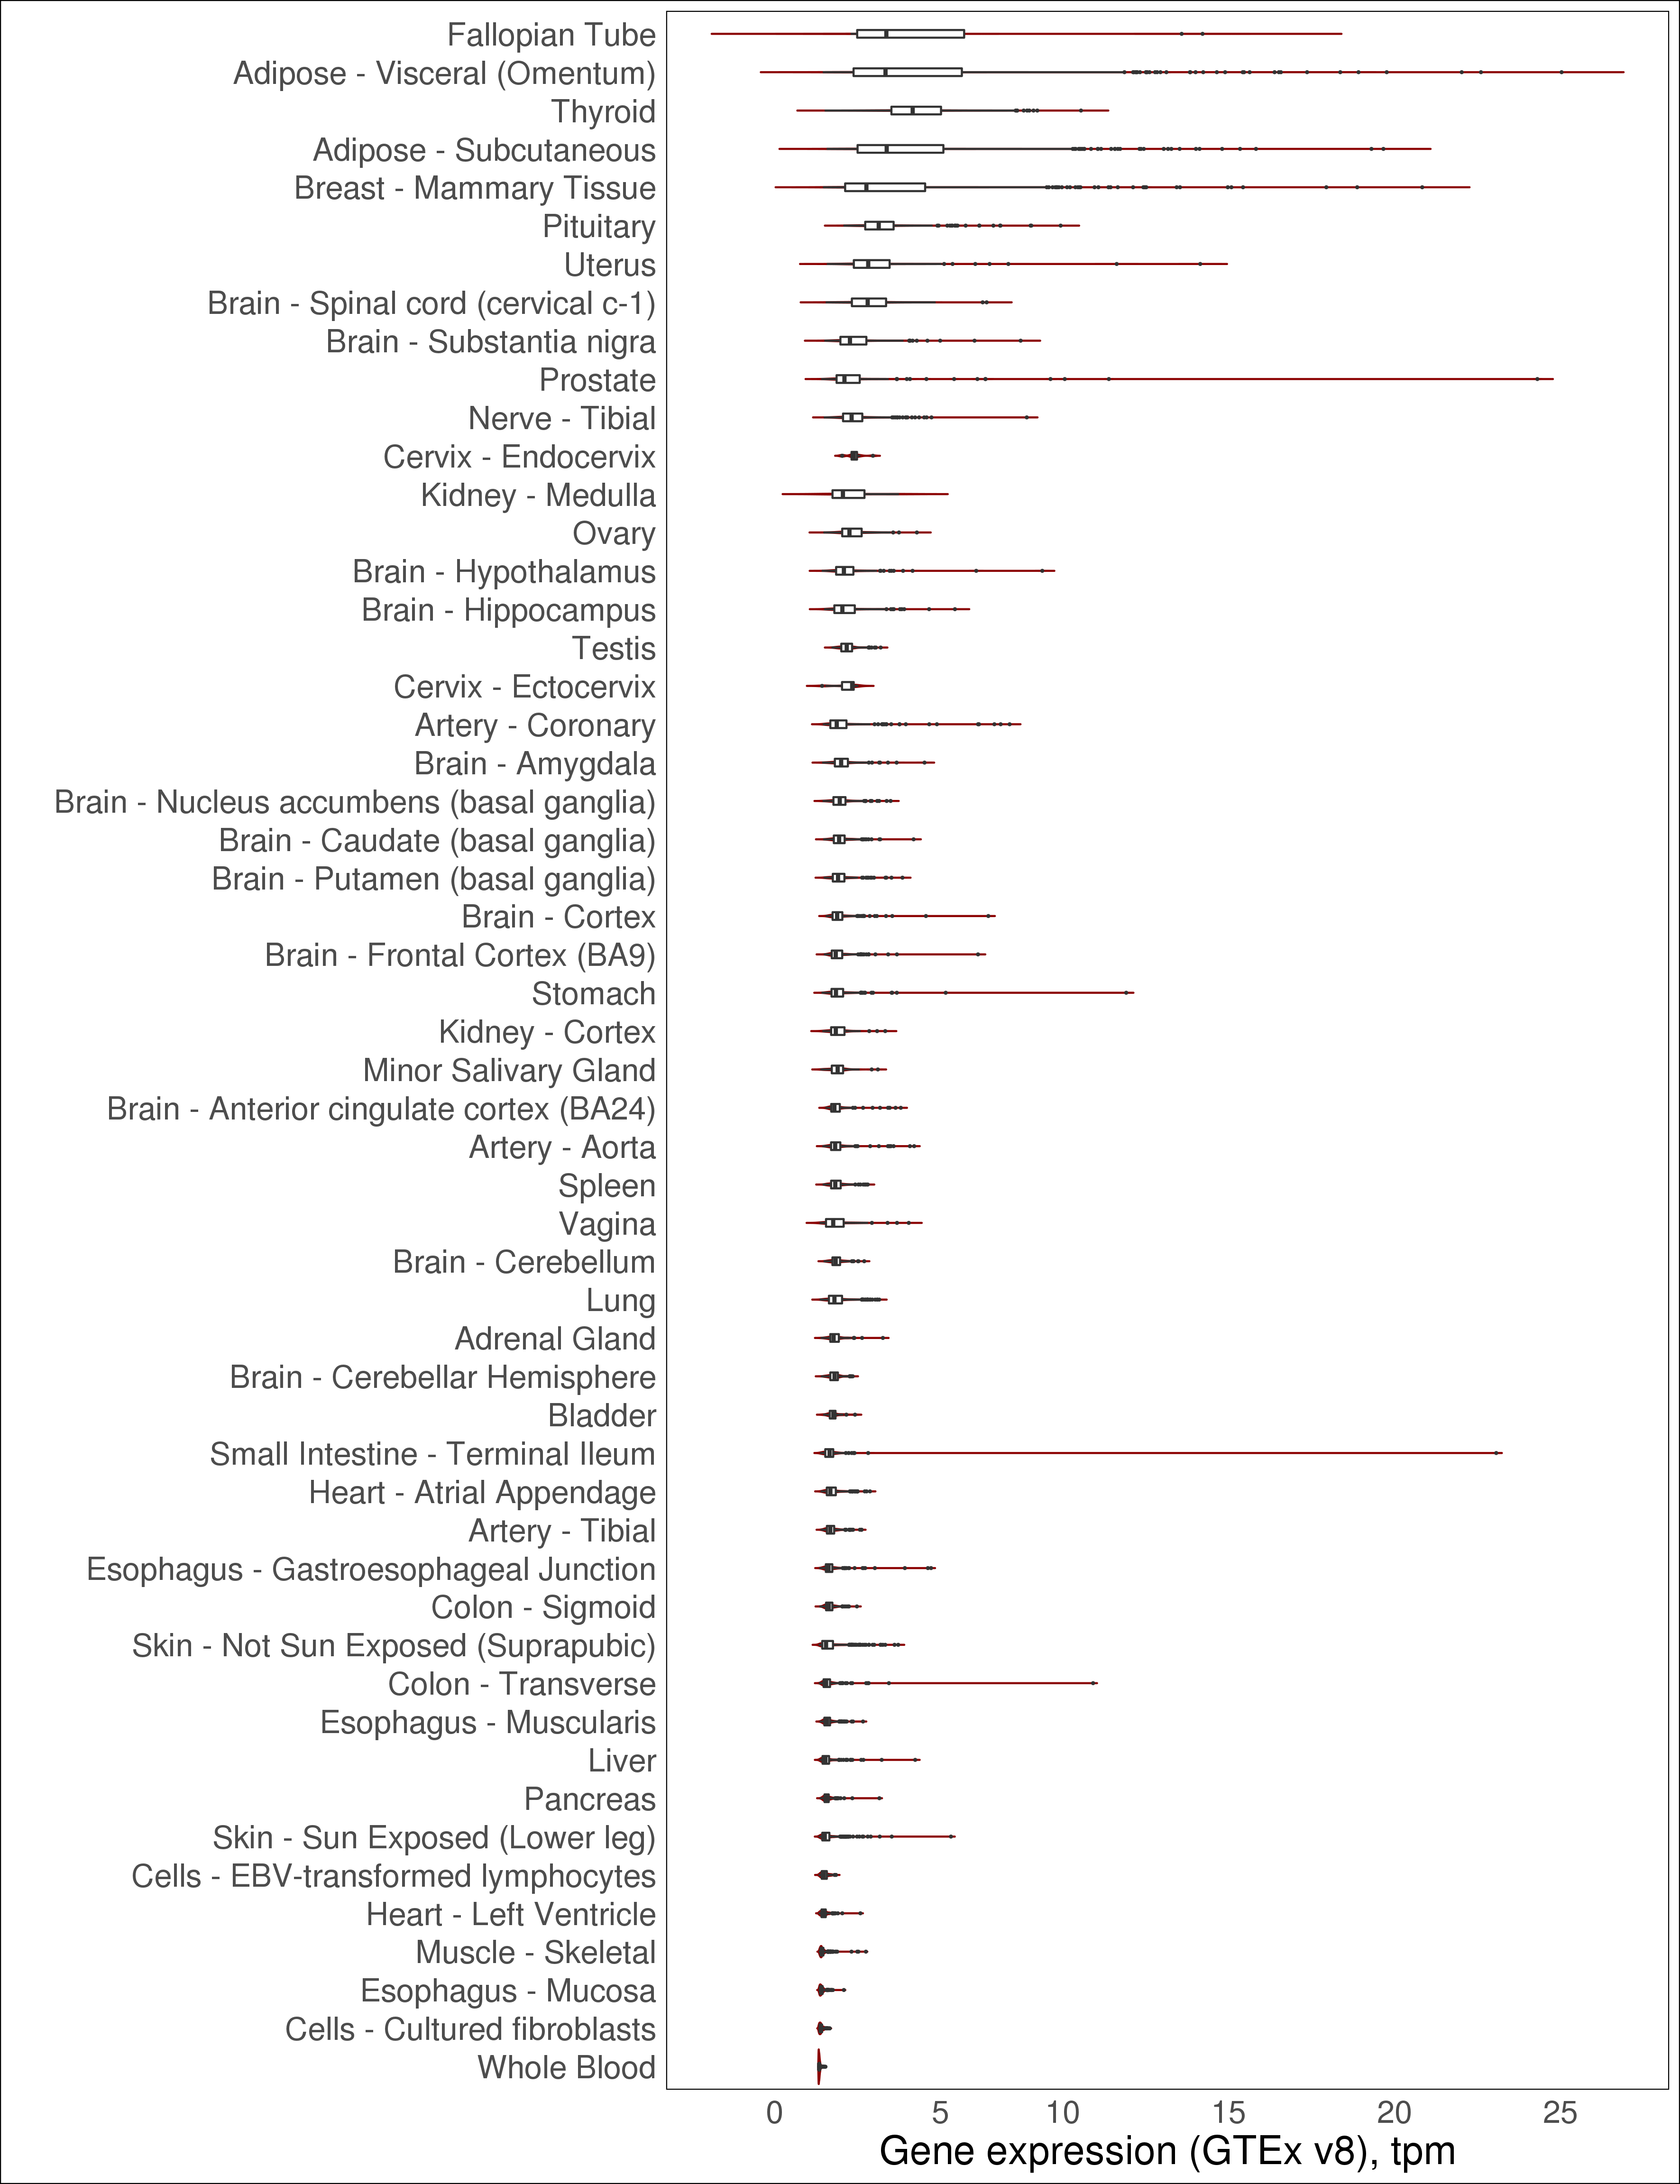 Fallopian Tube
Adipose - Visceral (Omentum)
Thyroid
Adipose - Subcutaneous
Breast - Mammary Tissue
Pituitary
Uterus
Brain - Spinal cord (cervical c-1)
Brain - Substantia nigra
Prostate
Nerve - Tibial
Cervix - Endocervix
Kidney - Medulla
Ovary
Brain - Hypothalamus
Brain - Hippocampus
Testis
Cervix - Ectocervix
Artery - Coronary
Brain - Amygdala
Brain - Nucleus accumbens (basal ganglia)
Brain - Caudate (basal ganglia)
Brain - Putamen (basal ganglia)
Brain - Cortex
Brain - Frontal Cortex (BA9)
Stomach
Kidney - Cortex
Minor Salivary Gland
Brain - Anterior cingulate cortex (BA24)
Artery - Aorta
Spleen
Vagina
Brain - Cerebellum
Lung
Adrenal Gland
Brain - Cerebellar Hemisphere
Bladder
Small Intestine - Terminal Ileum
Heart - Atrial Appendage
Artery - Tibial
Esophagus - Gastroesophageal Junction
Colon - Sigmoid
Skin - Not Sun Exposed (Suprapubic)
Colon - Transverse
Esophagus - Muscularis
Liver
Pancreas
Skin - Sun Exposed (Lower leg)
Cells - EBV-transformed lymphocytes
Heart - Left Ventricle
Muscle - Skeletal
Esophagus - Mucosa
Cells - Cultured fibroblasts
Whole Blood
0 5 10 15 20 25
Gene expression (GTEx v8), tpm